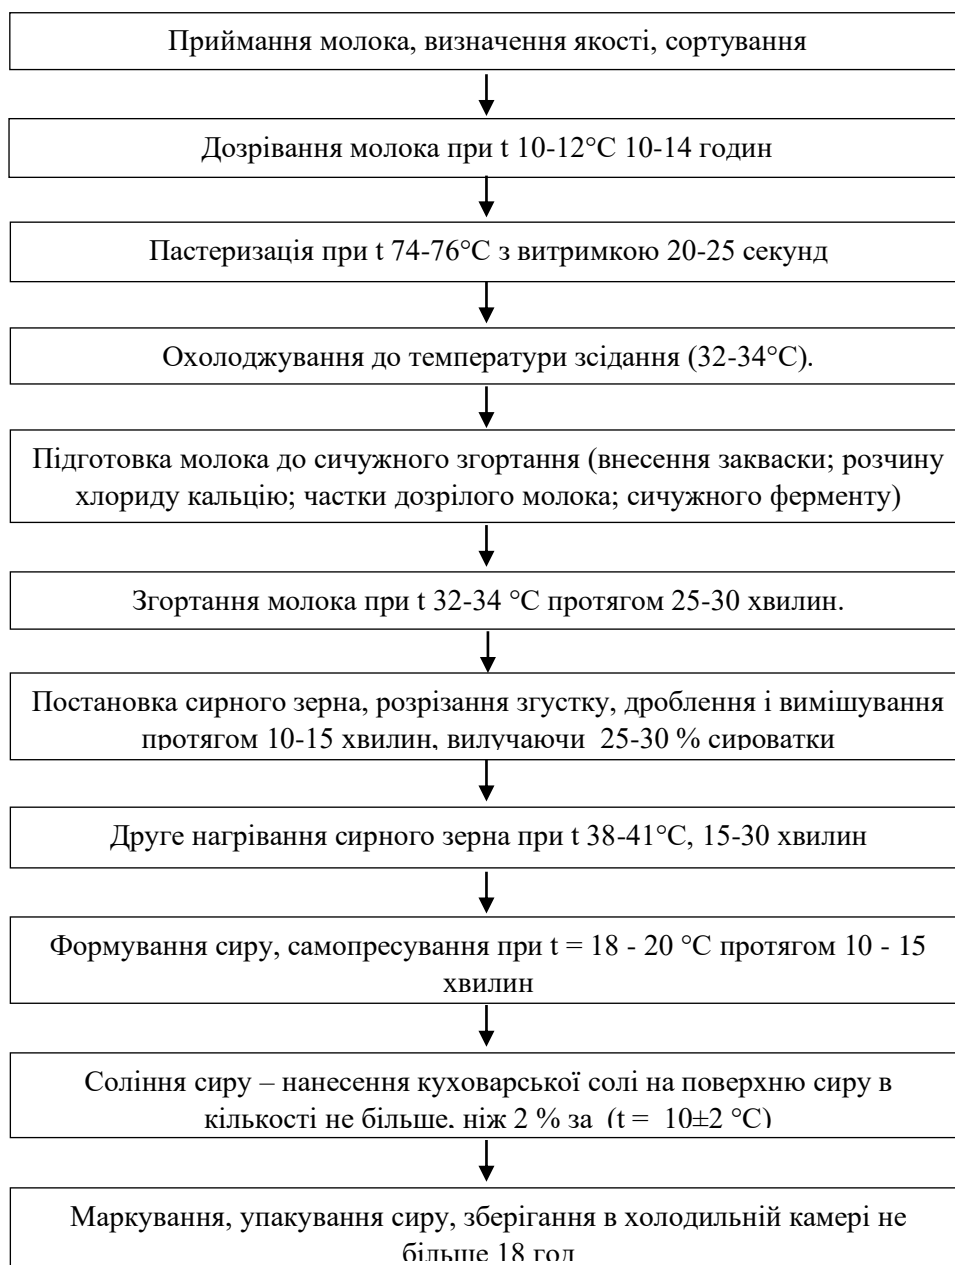 Приймання молока, визначення якості, сортування
Дозрівання молока при t 10-12°С 10-14 годин
Пастеризація при t 74-76°С з витримкою 20-25 секунд
Охолоджування до температури зсідання (32-34°С).
Підготовка молока до сичужного згортання (внесення закваски; розчину
хлориду кальцію; частки дозрілого молока; сичужного ферменту)
Згортання молока при t 32-34 °С протягом 25-30 хвилин.
Постановка сирного зерна, розрізання згустку, дроблення і вимішування
протягом 10-15 хвилин, вилучаючи 25-30 % сироватки
Друге нагрівання сирного зерна при t 38-41°С, 15-30 хвилин
Формування сиру, самопресування при t = 18 - 20 °С протягом 10 - 15
хвилин
Соління сиру – нанесення куховарської солі на поверхню сиру в
кількості не більше, ніж 2 % за (t = 10±2 °С)
Маркування, упакування сиру, зберігання в холодильній камері не
більше 18 год